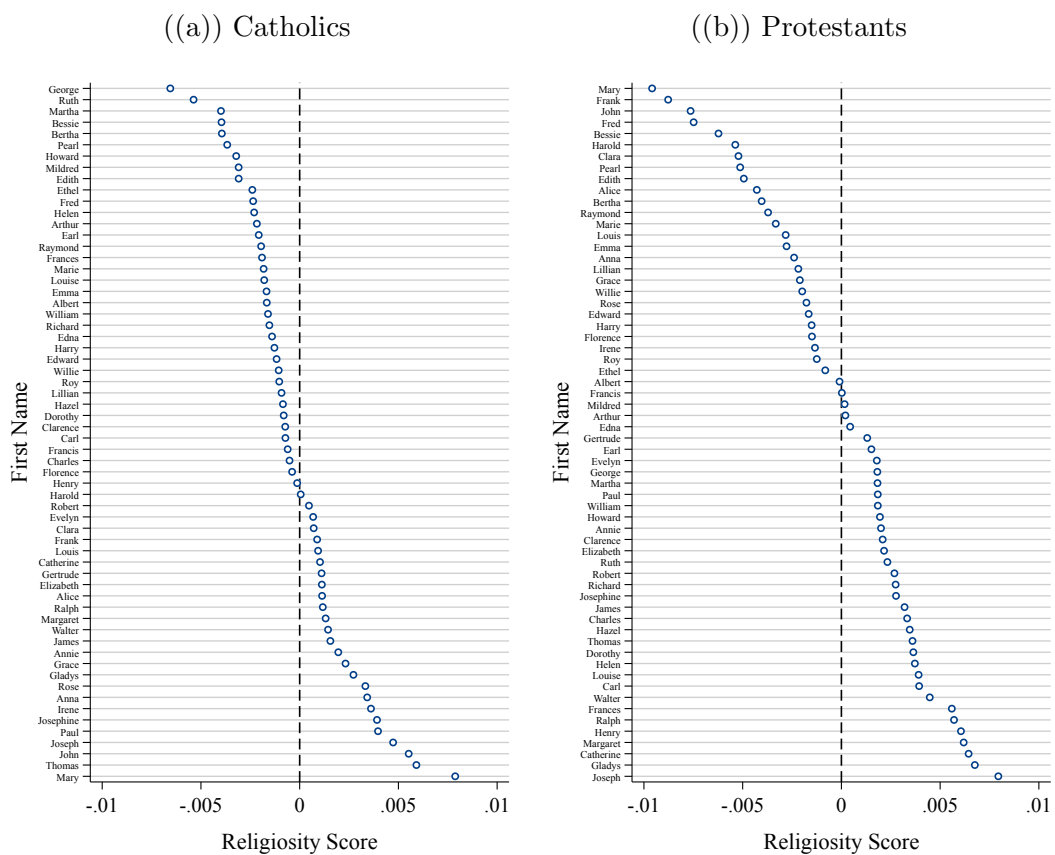 ((a)) Catholics
First Name
George
Ruth
Martha
Bessie
Bertha
Pearl
Howard
Mildred
Edith
Ethel
Fred
Helen
Arthur
Earl
Raymond
Frances
Marie
Louise
Emma
Albert
William
Richard
Edna
Harry
Edward
Willie
Roy
Lillian
Hazel
Dorothy
Clarence
Carl
Francis
Charles
Florence
Henry
Harold
Robert
Evelyn
Clara
Frank
Louis
Catherine
Gertrude
Elizabeth
Alice
Ralph
Margaret
Walter
James
Annie
Grace
Gladys
Rose
Anna
Irene
Josephine
Paul
Joseph
John
Thomas
Mary
-.01 -.005 0 .005 .01
Religiosity Score
((b)) Protestants
First Name
Mary
Frank
John
Fred
Bessie
Harold
Clara
Pearl
Edith
Alice
Bertha
Raymond
Marie
Louis
Emma
Anna
Lillian
Grace
Willie
Rose
Edward
Harry
Florence
Irene
Roy
Ethel
Albert
Francis
Mildred
Arthur
Edna
Gertrude
Earl
Evelyn
George
Martha
Paul
William
Howard
Annie
Clarence
Elizabeth
Ruth
Robert
Richard
Josephine
James
Charles
Hazel
Thomas
Dorothy
Helen
Louise
Carl
Walter
Frances
Ralph
Henry
Margaret
Catherine
Gladys
Joseph
-.01 -.005 0 .005 .01
Religiosity Score